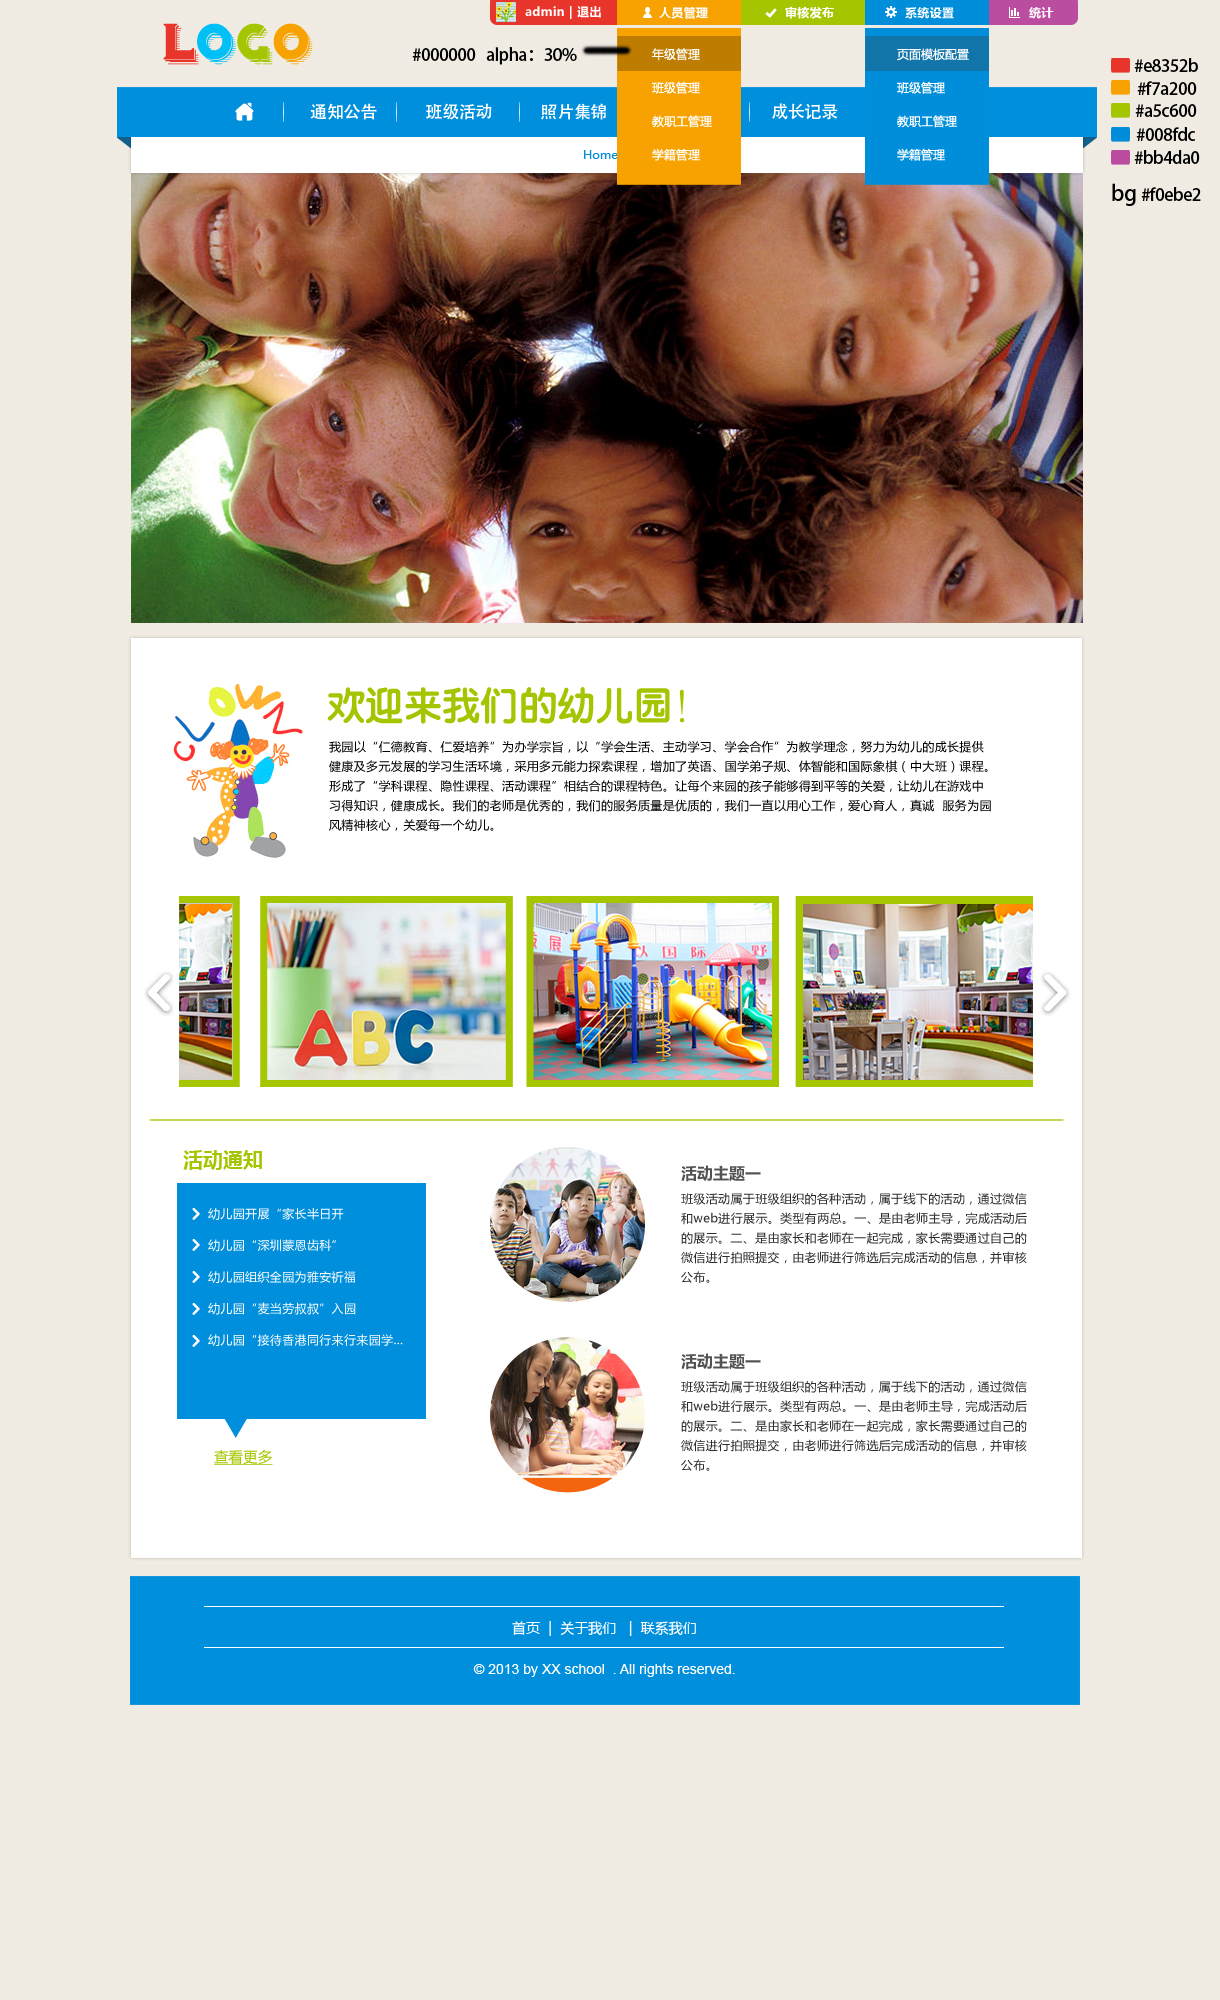 admin | 退出
人员管理
审核发布
系统设置
统计
LOGO
#000000 alpha：30%
年级管理
班级管理
教职工管理
学籍管理
页面模板配置
班级管理
教职工管理
学籍管理
#e8352b
#f7a200
#a5c600
#008fdc
#bb4da0
bg #f0ebe2
通知公告
班级活动
照片集锦
成长记录
Home
欢迎来我们的幼儿园！
我园以“仁德教育、仁爱培养”为办学宗旨，以“学会生活、主动学习、学会合作”为教学理念，努力为幼儿的成长提供
健康及多元发展的学习生活环境，采用多元能力探索课程，增加了英语、国学弟子规、体智能和国际象棋（中大班）课程。
形成了“学科课程、隐性课程、活动课程”相结合的课程特色。让每个来园的孩子能够得到平等的关爱，让幼儿在游戏中
习得知识，健康成长。我们的老师是优秀的，我们的服务质量是优质的，我们一直以用心工作，爱心育人，真诚 服务为园
风精神核心，关爱每一个幼儿。
ABC
发展
以国际
野
活动通知
幼儿园开展“家长半日开
幼儿园“深圳蒙恩齿科”
幼儿园组织全园为雅安祈福
幼儿园“麦当劳叔叔”入园
幼儿园“接待香港同行来行来园学...
查看更多
活动主题一
班级活动属于班级组织的各种活动，属于线下的活动，通过微信
和web进行展示。类型有两总。一、是由老师主导，完成活动后
的展示。二、是由家长和老师在一起完成，家长需要通过自己的
微信进行拍照提交，由老师进行筛选后完成活动的信息，并审核
公布。
活动主题一
班级活动属于班级组织的各种活动，属于线下的活动，通过微信
和web进行展示。类型有两总。一、是由老师主导，完成活动后
的展示。二、是由家长和老师在一起完成，家长需要通过自己的
微信进行拍照提交，由老师进行筛选后完成活动的信息，并审核
公布。
首页 | 关于我们 | 联系我们
© 2013 by XX school . All rights reserved.